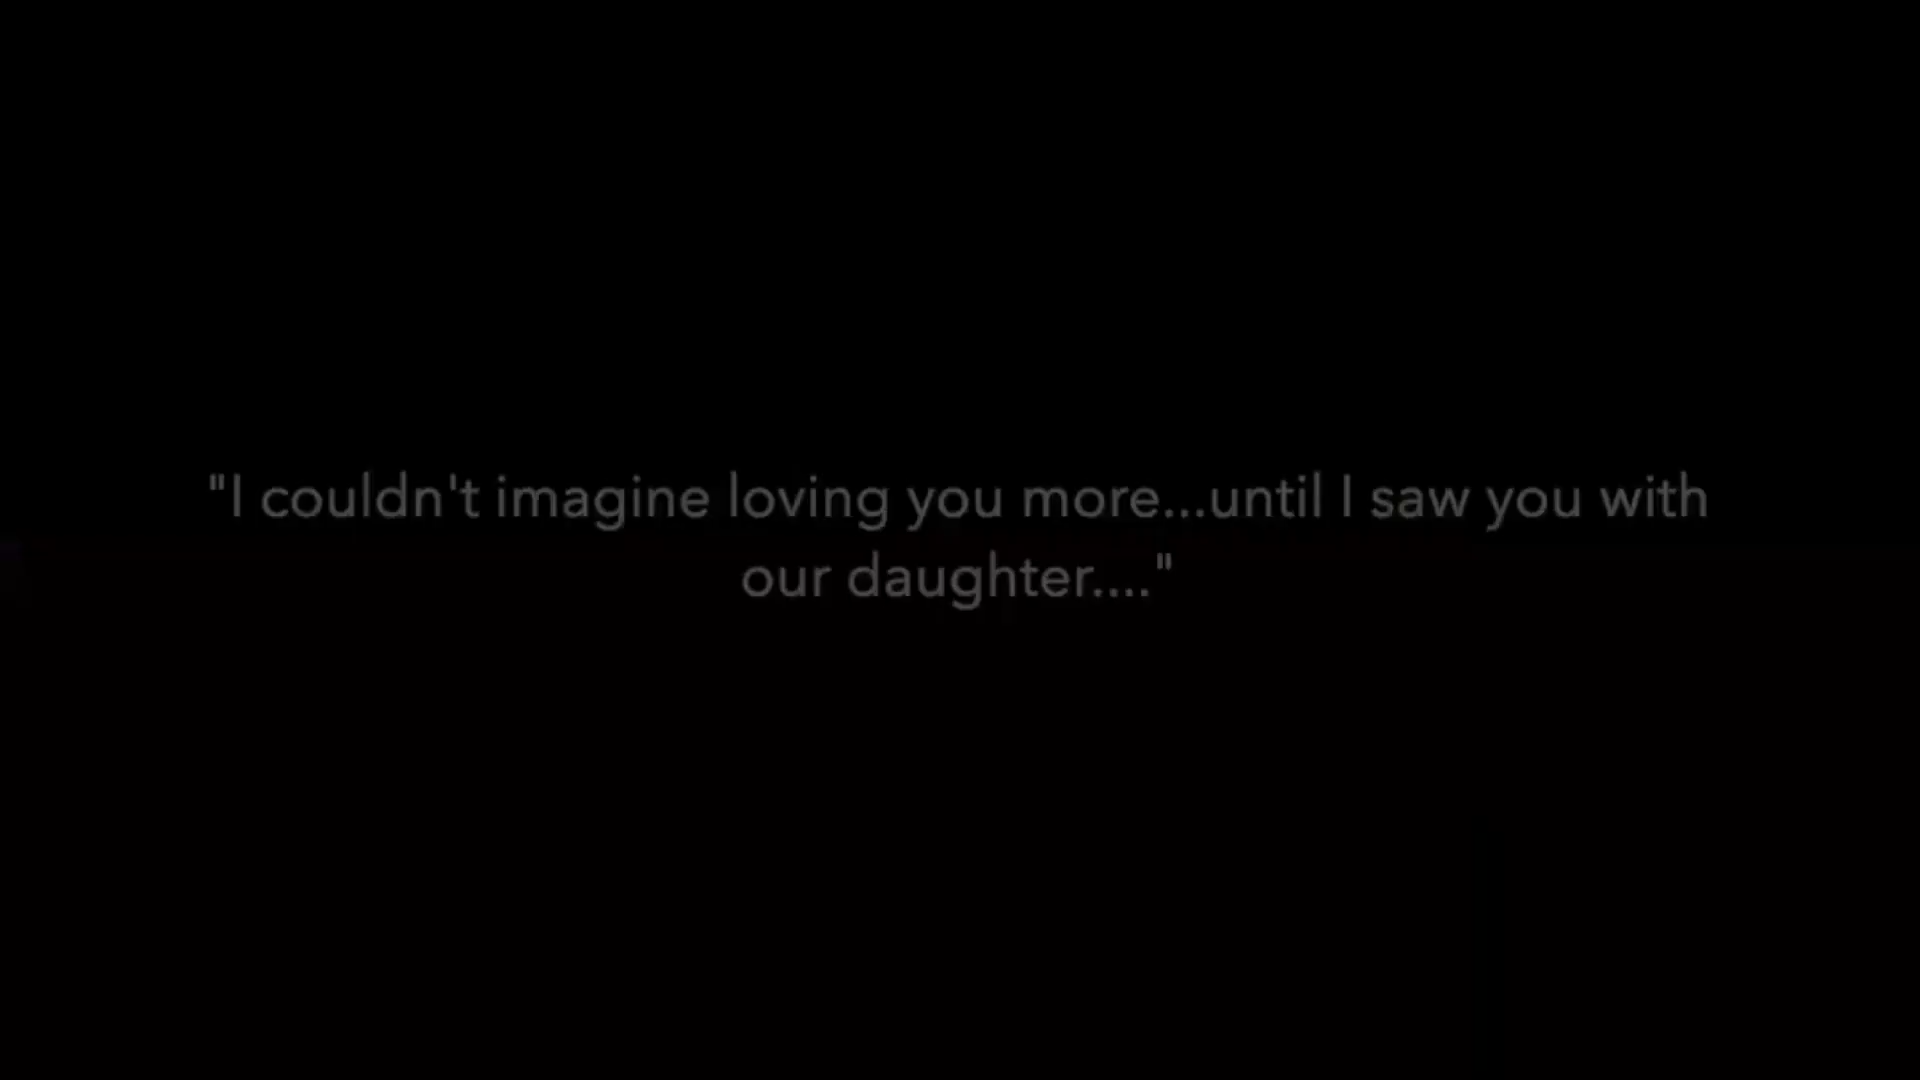 "I couldn't imagine loving you more...until I saw you with
our daughter...."